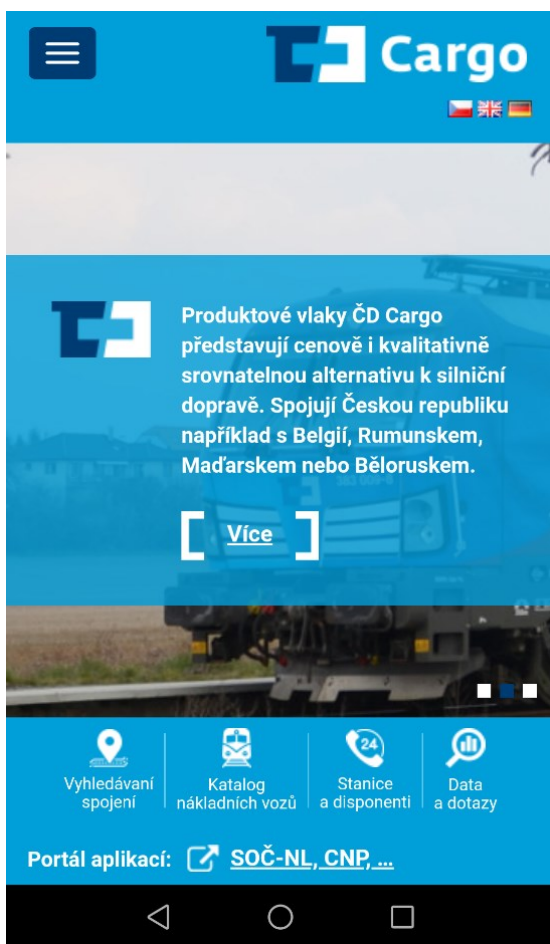 Cargo
Produktové vlaky ČD Cargo
představují cenově i kvalitativně
srovnatelnou alternativu k silniční
dopravě. Spojují Českou republiku
například s Belgií, Rumunskem,
Maďarskem nebo Běloruskem.
Více
Vyhledávaní
spojení
Katalog
nákladních vozů
24
Stanice
a disponenti
Data
a dotazy
Portál aplikací: SOČ-NL, CNP, ...